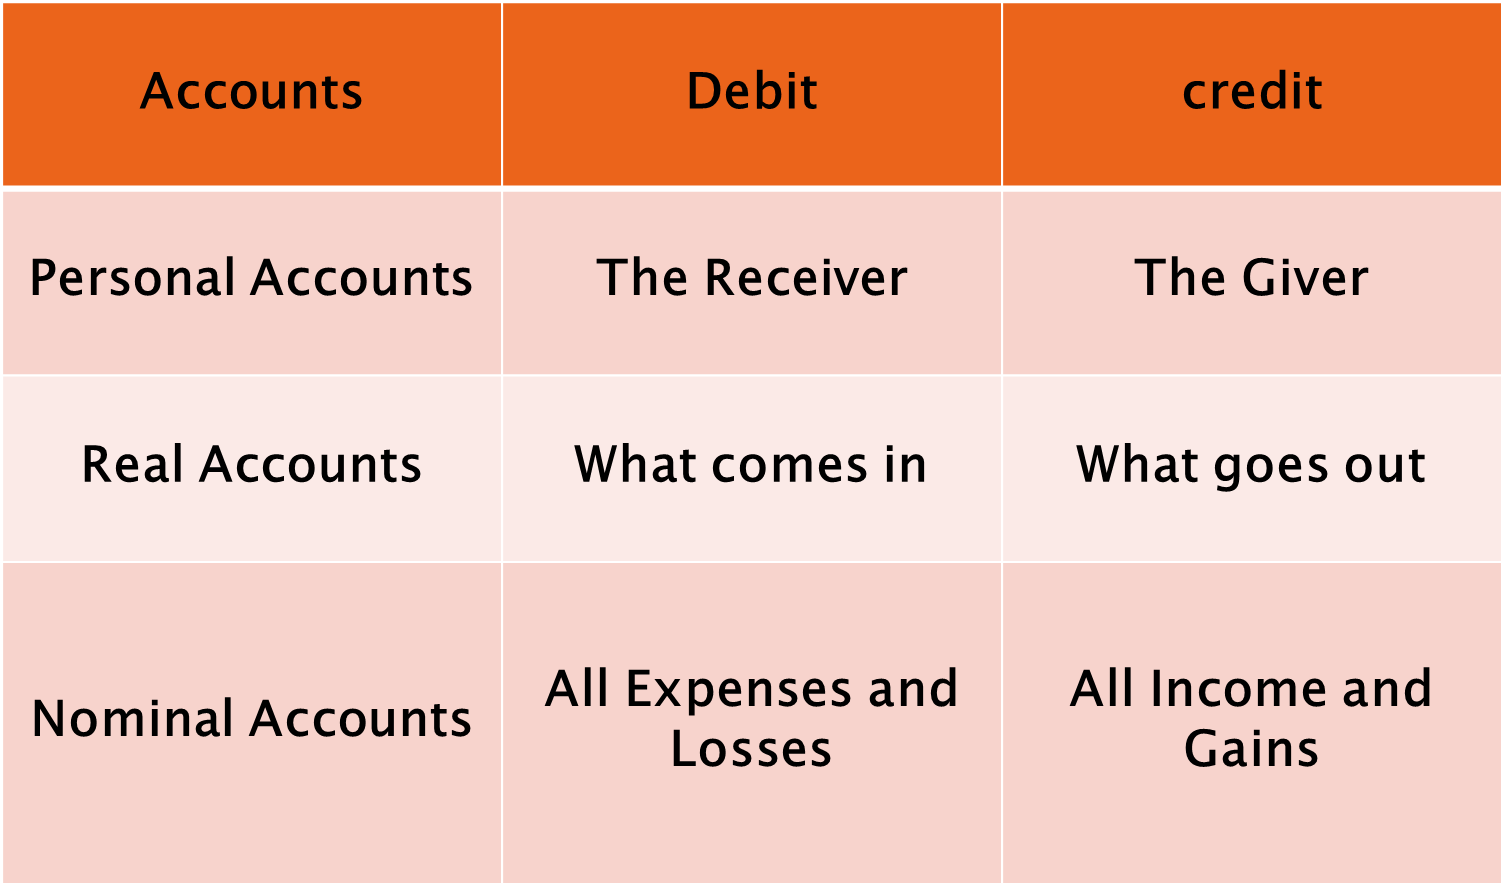 Accounts Debit credit
Personal Accounts The Receiver The Giver
Real Accounts What comes in What goes out
Nominal Accounts
All Expenses and
Losses
All Income and
Gains